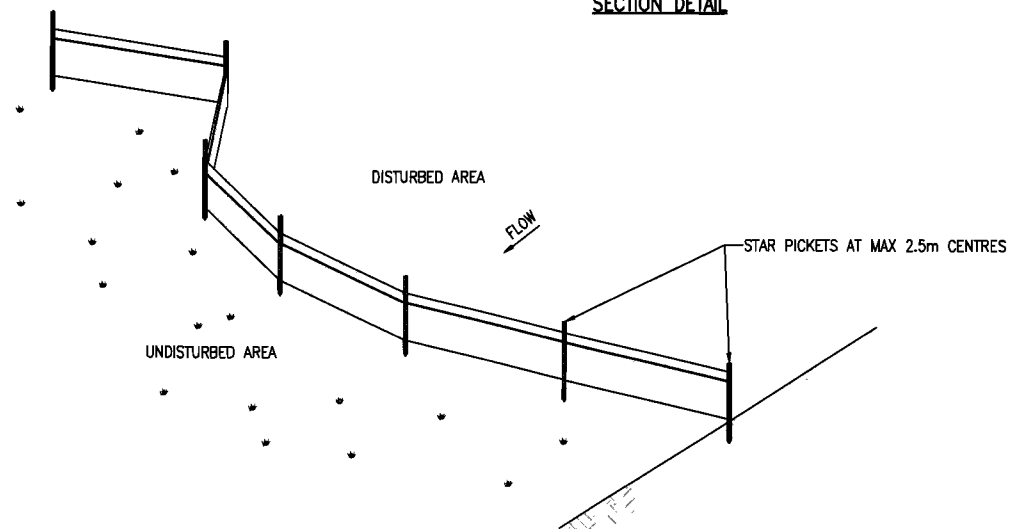 SECTION DETAIL
DISTURBED AREA
FLOW
STAR PICKETS AT MAX 2.5m CENTRES
UNDISTURBED AREA